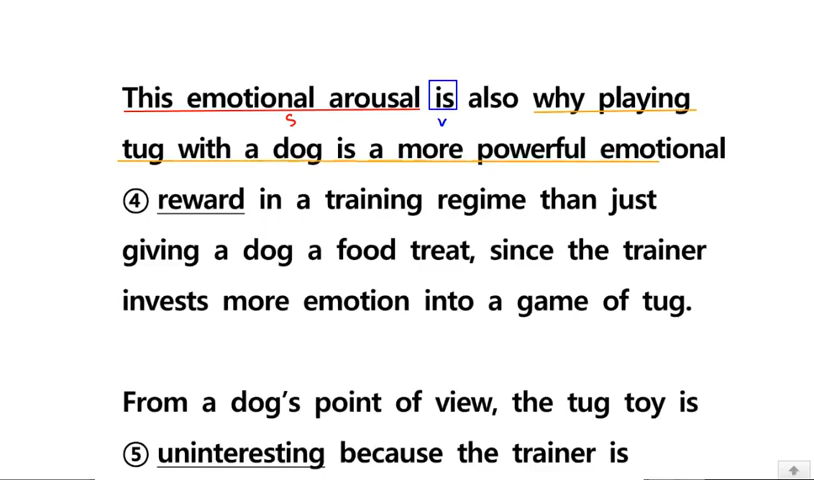 This emotional arousal is also why playing
S V
tug with a dog is a more powerful emotional
④ reward in a training regime than just
giving a dog a food treat, since the trainer
invests more emotion into a game of tug.
From a dog's point of view, the tug toy is
⑤ uninteresting because the trainer is